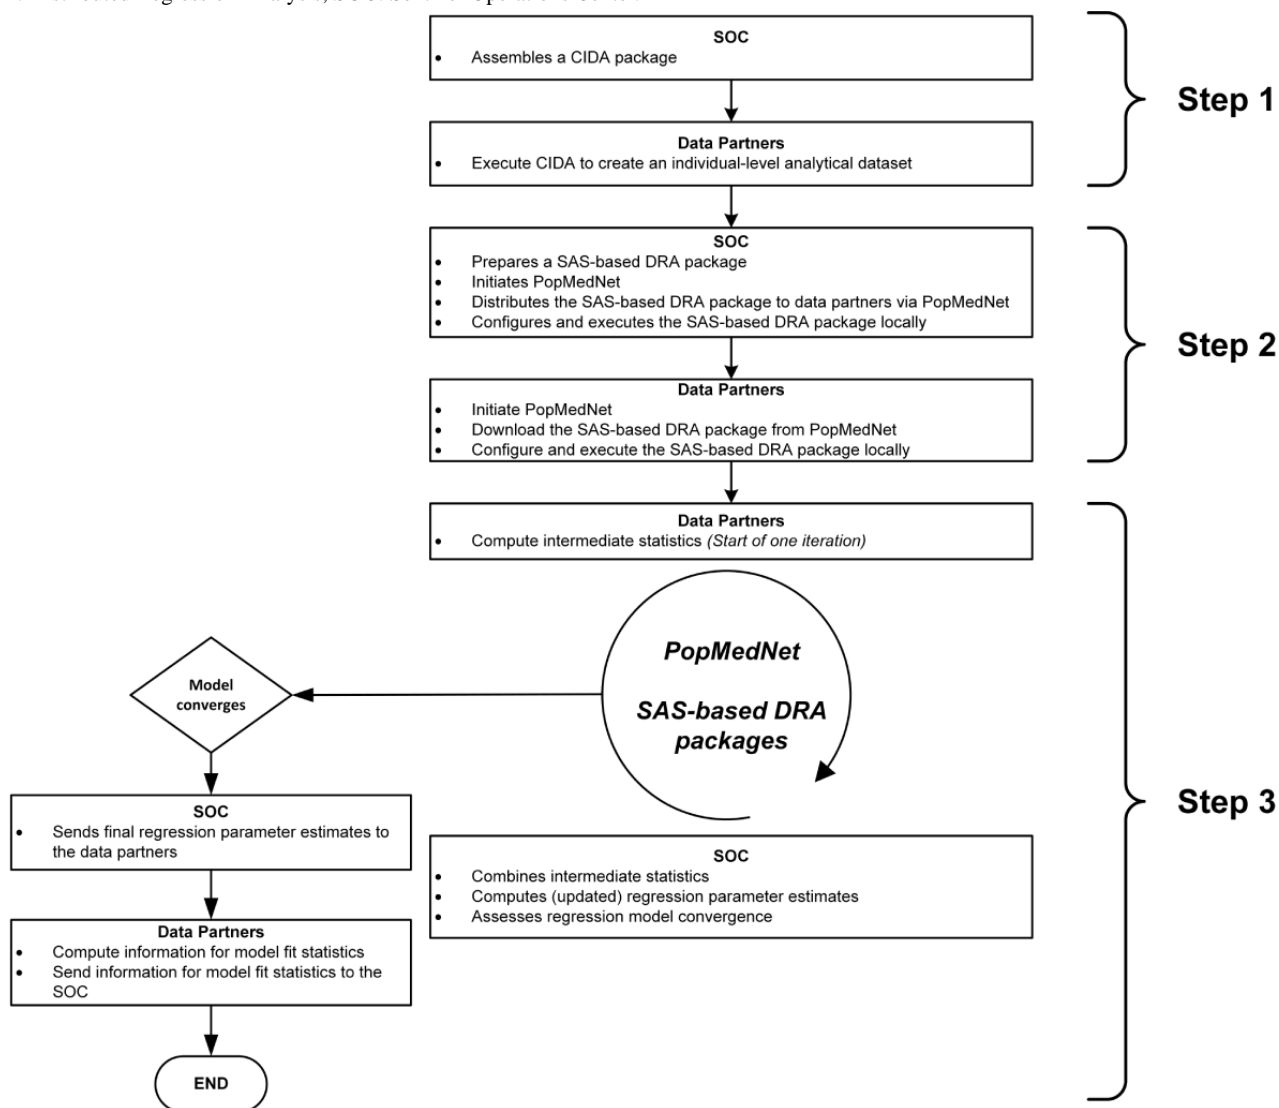 SOC
• Assembles a CIDA package
Step 1
Data Partners
• Execute CIDA to create an individual-level analytical dataset
SOC
• Prepares a SAS-based DRA package
• Initiates PopMedNet
• Distributes the SAS-based DRA package to data partners via PopMedNet
• Configures and executes the SAS-based DRA package locally
Step 2
Data Partners
• Initiate PopMedNet
• Download the SAS-based DRA package from PopMedNet
• Configure and execute the SAS-based DRA package locally
Data Partners
• Compute intermediate statistics (Start of one iteration)
PopMedNet
SAS-based DRA
packages
Model
converges
Step 3
SOC
• Sends final regression parameter estimates to
the data partners
SOC
• Combines intermediate statistics
• Computes (updated) regression parameter estimates
• Assesses regression model convergence
Data Partners
• Compute information for model fit statistics
• Send information for model fit statistics to the
SOC
END